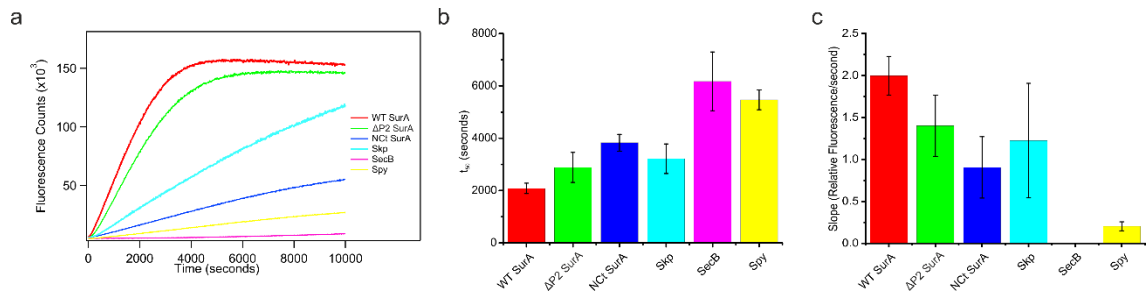 a
Fluorescence Counts (x10³)
150
100
50
0
2000
4000
6000
8000
10000
Time (seconds)
WT SurA
ΔP2 SurA
NCt SurA
Skp
SecB
Spy
b
t½ (seconds)
8000
6000
4000
2000
0
WT SurA
ΔP2 SurA
NCt SurA
Skp
SecB
Spy
c
Slope (Relative Fluorescence/second)
2.5
2.0
1.5
1.0
0.5
0.0
WT SurA
ΔP2 SurA
NCt SurA
Skp
SecB
Spy